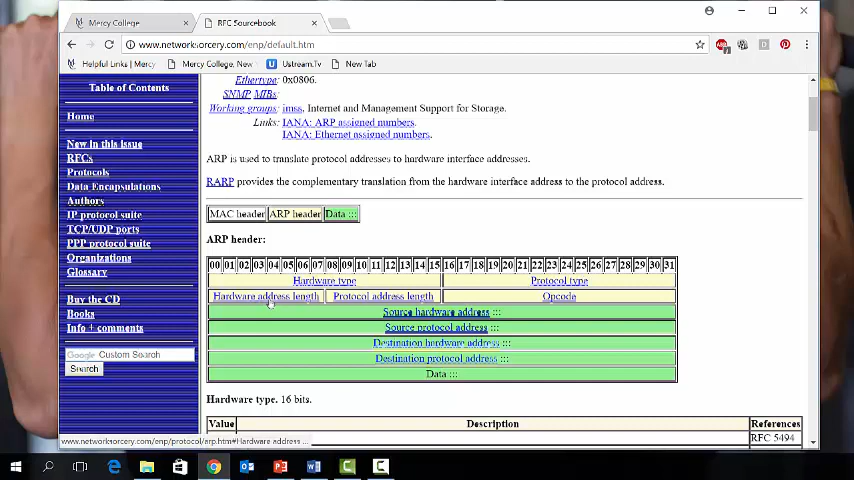 Mercy College
RFC Sourcebook
www.networksorcery.com/enp/default.htm
Helpful Links | Mercy
Mercy College, New
Ustream.Tv
New Tab
Table of Contents
Home
New in this issue
RFCs
Protocols
Data Encapsulations
Authors
IP protocol suite
TCP/UDP ports
PPP protocol suite
Organizations
Glossary
Buy the CD
Books
Info + comments
Google Custom Search
Search
Ethertype: 0x0806.
SNMP MIBs:
Working groups: imss, Internet and Management Support for Storage.
Links: IANA: ARP assigned numbers.
IANA: Ethernet assigned numbers.
ARP is used to translate protocol addresses to hardware interface addresses.
RARP provides the complementary translation from the hardware interface address to the protocol address.
MAC header ARP header Data :::
ARP header:
00 01 02 03 04 05 06 07 08 09 10 11 12 13 14 15 16 17 18 19 20 21 22 23 24 25 26 27 28 29 30 31
Hardware type Protocol type
Hardware address length Protocol address length Opcode
Source hardware address :::
Source protocol address :::
Destination hardware address :::
Destination protocol address :::
Data :::
Hardware type. 16 bits.
Value Description References
RFC 5494
www.networksorcery.com/enp/protocol/arp.htm#Hardware address ...